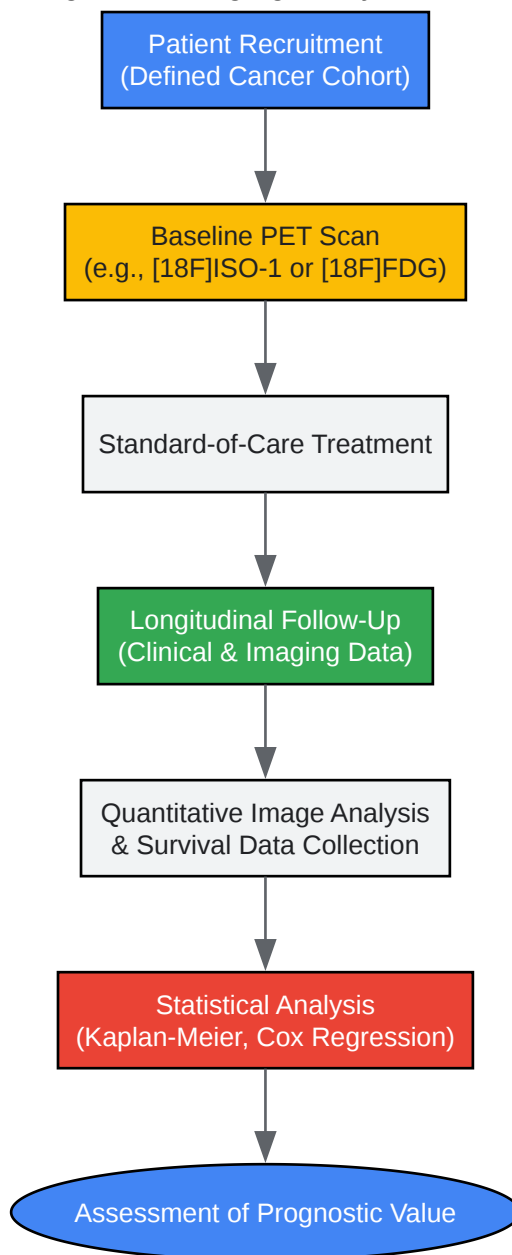 Patient Recruitment
(Defined Cancer Cohort)
Baseline PET Scan
(e.g., [18F]ISO-1 or [18F]FDG)
Standard-of-Care Treatment
Longitudinal Follow-Up
(Clinical & Imaging Data)
Quantitative Image Analysis
& Survival Data Collection
Statistical Analysis
(Kaplan-Meier, Cox Regression)
Assessment of Prognostic Value